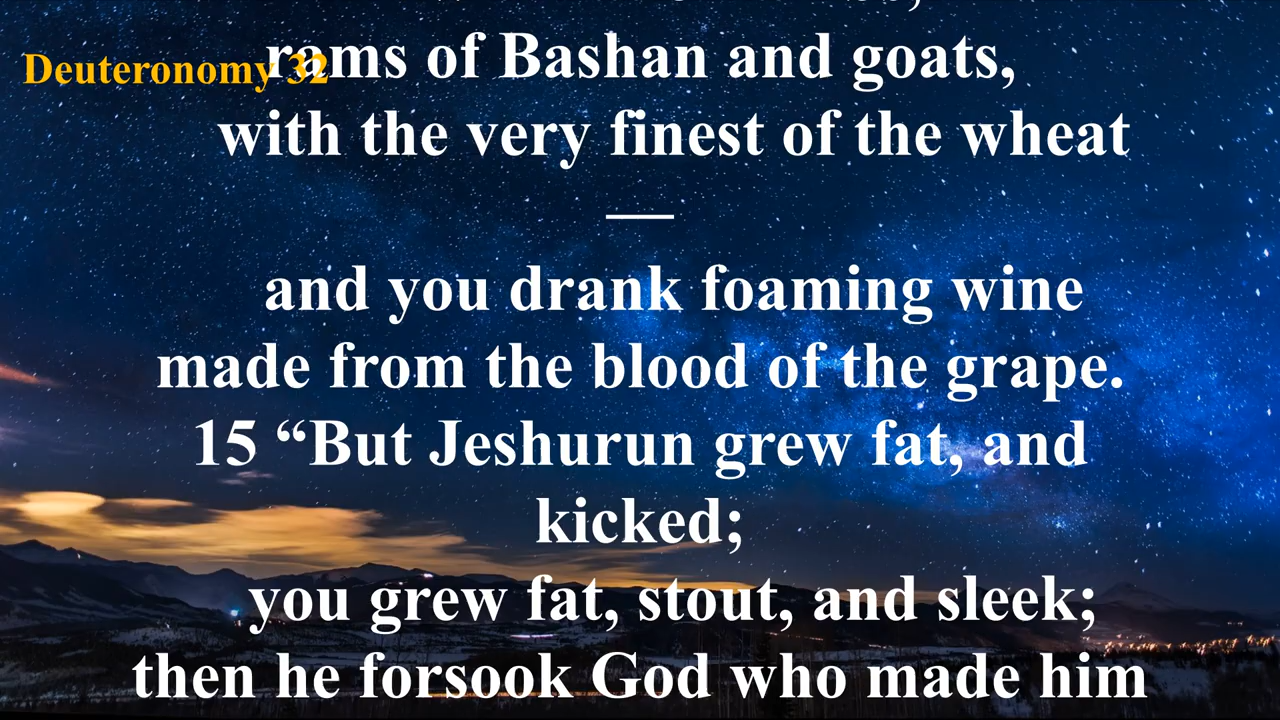 Deuteronomy 32
rams of Bashan and goats,
with the very finest of the wheat
—
and you drank foaming wine
made from the blood of the grape.
15 “But Jeshurun grew fat, and
kicked;
you grew fat, stout, and sleek;
then he forsook God who made him